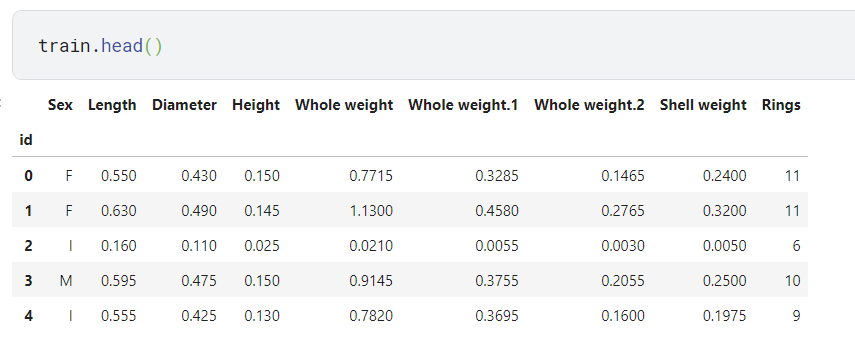 train.head()
Sex Length Diameter Height Whole weight Whole weight.1 Whole weight.2 Shell weight Rings
id
0 F 0.550 0.430 0.150 0.7715 0.3285 0.1465 0.2400 11
1 F 0.630 0.490 0.145 1.1300 0.4580 0.2765 0.3200 11
2 I 0.160 0.110 0.025 0.0210 0.0055 0.0030 0.0050 6
3 M 0.595 0.475 0.150 0.9145 0.3755 0.2055 0.2500 10
4 I 0.555 0.425 0.130 0.7820 0.3695 0.1600 0.1975 9